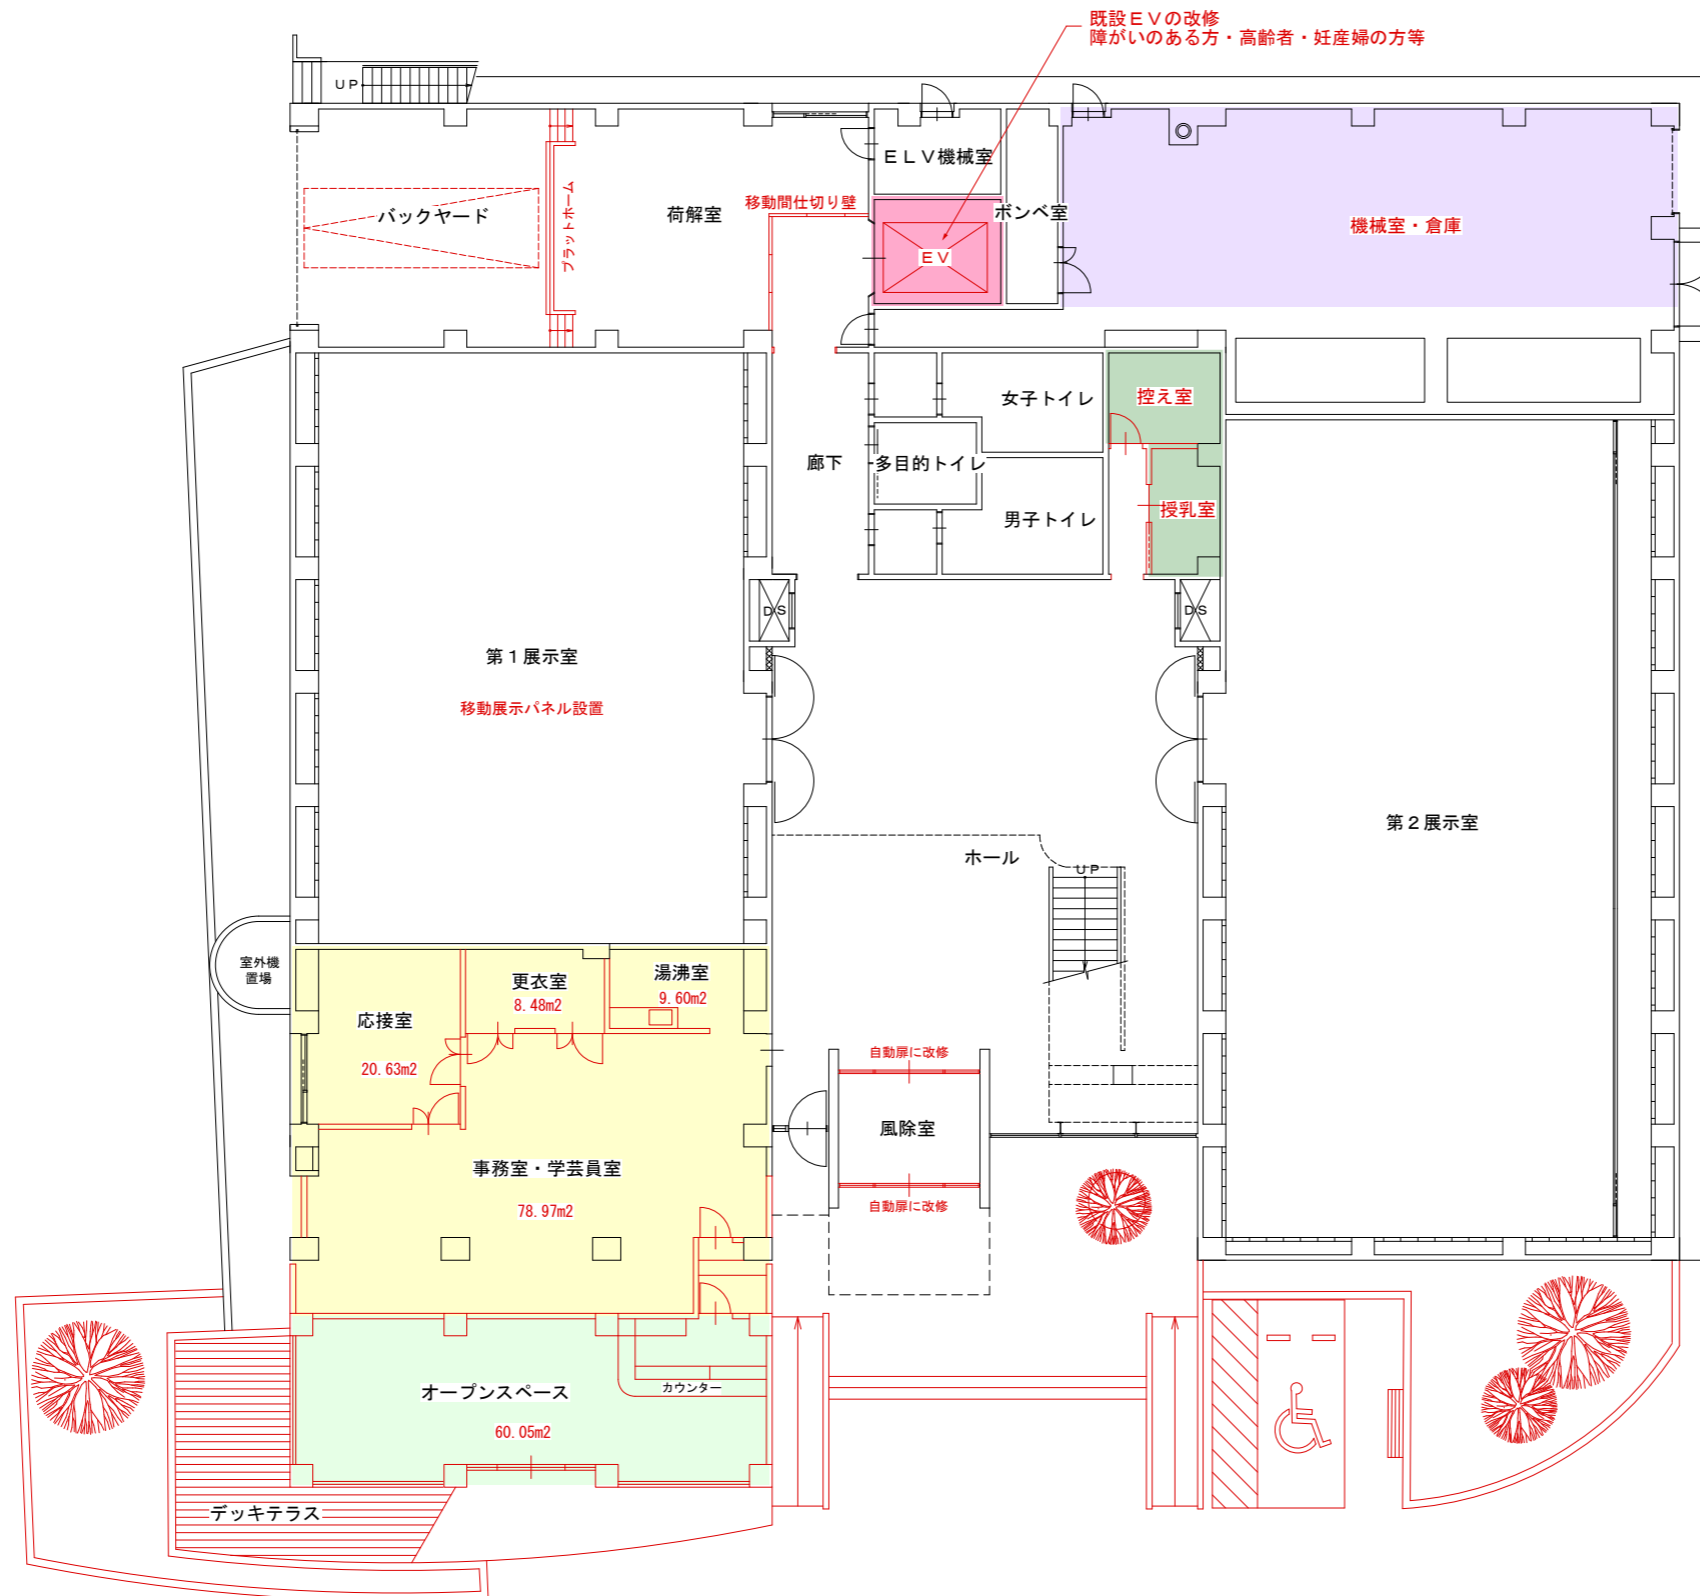 既設ＥＶの改修
障がいのある方・高齢者・妊産婦の方等
ＵＰ
ＥＬＶ機械室
移動間仕切り壁
ボンベ室
バックヤード
プラットホーム
荷解室
機械室・倉庫
ＥＶ
女子トイレ
控え室
廊下
多目的トイレ
男子トイレ
授乳室
ＤＳ
ＤＳ
第１展示室
移動展示パネル設置
第２展示室
ホール
ＵＰ
室外機
置場
更衣室
8.48m2
湯沸室
9.60m2
応接室
20.63m2
自動扉に改修
風除室
自動扉に改修
事務室・学芸員室
78.97m2
オープンスペース
60.05m2
カウンター
デッキテラス